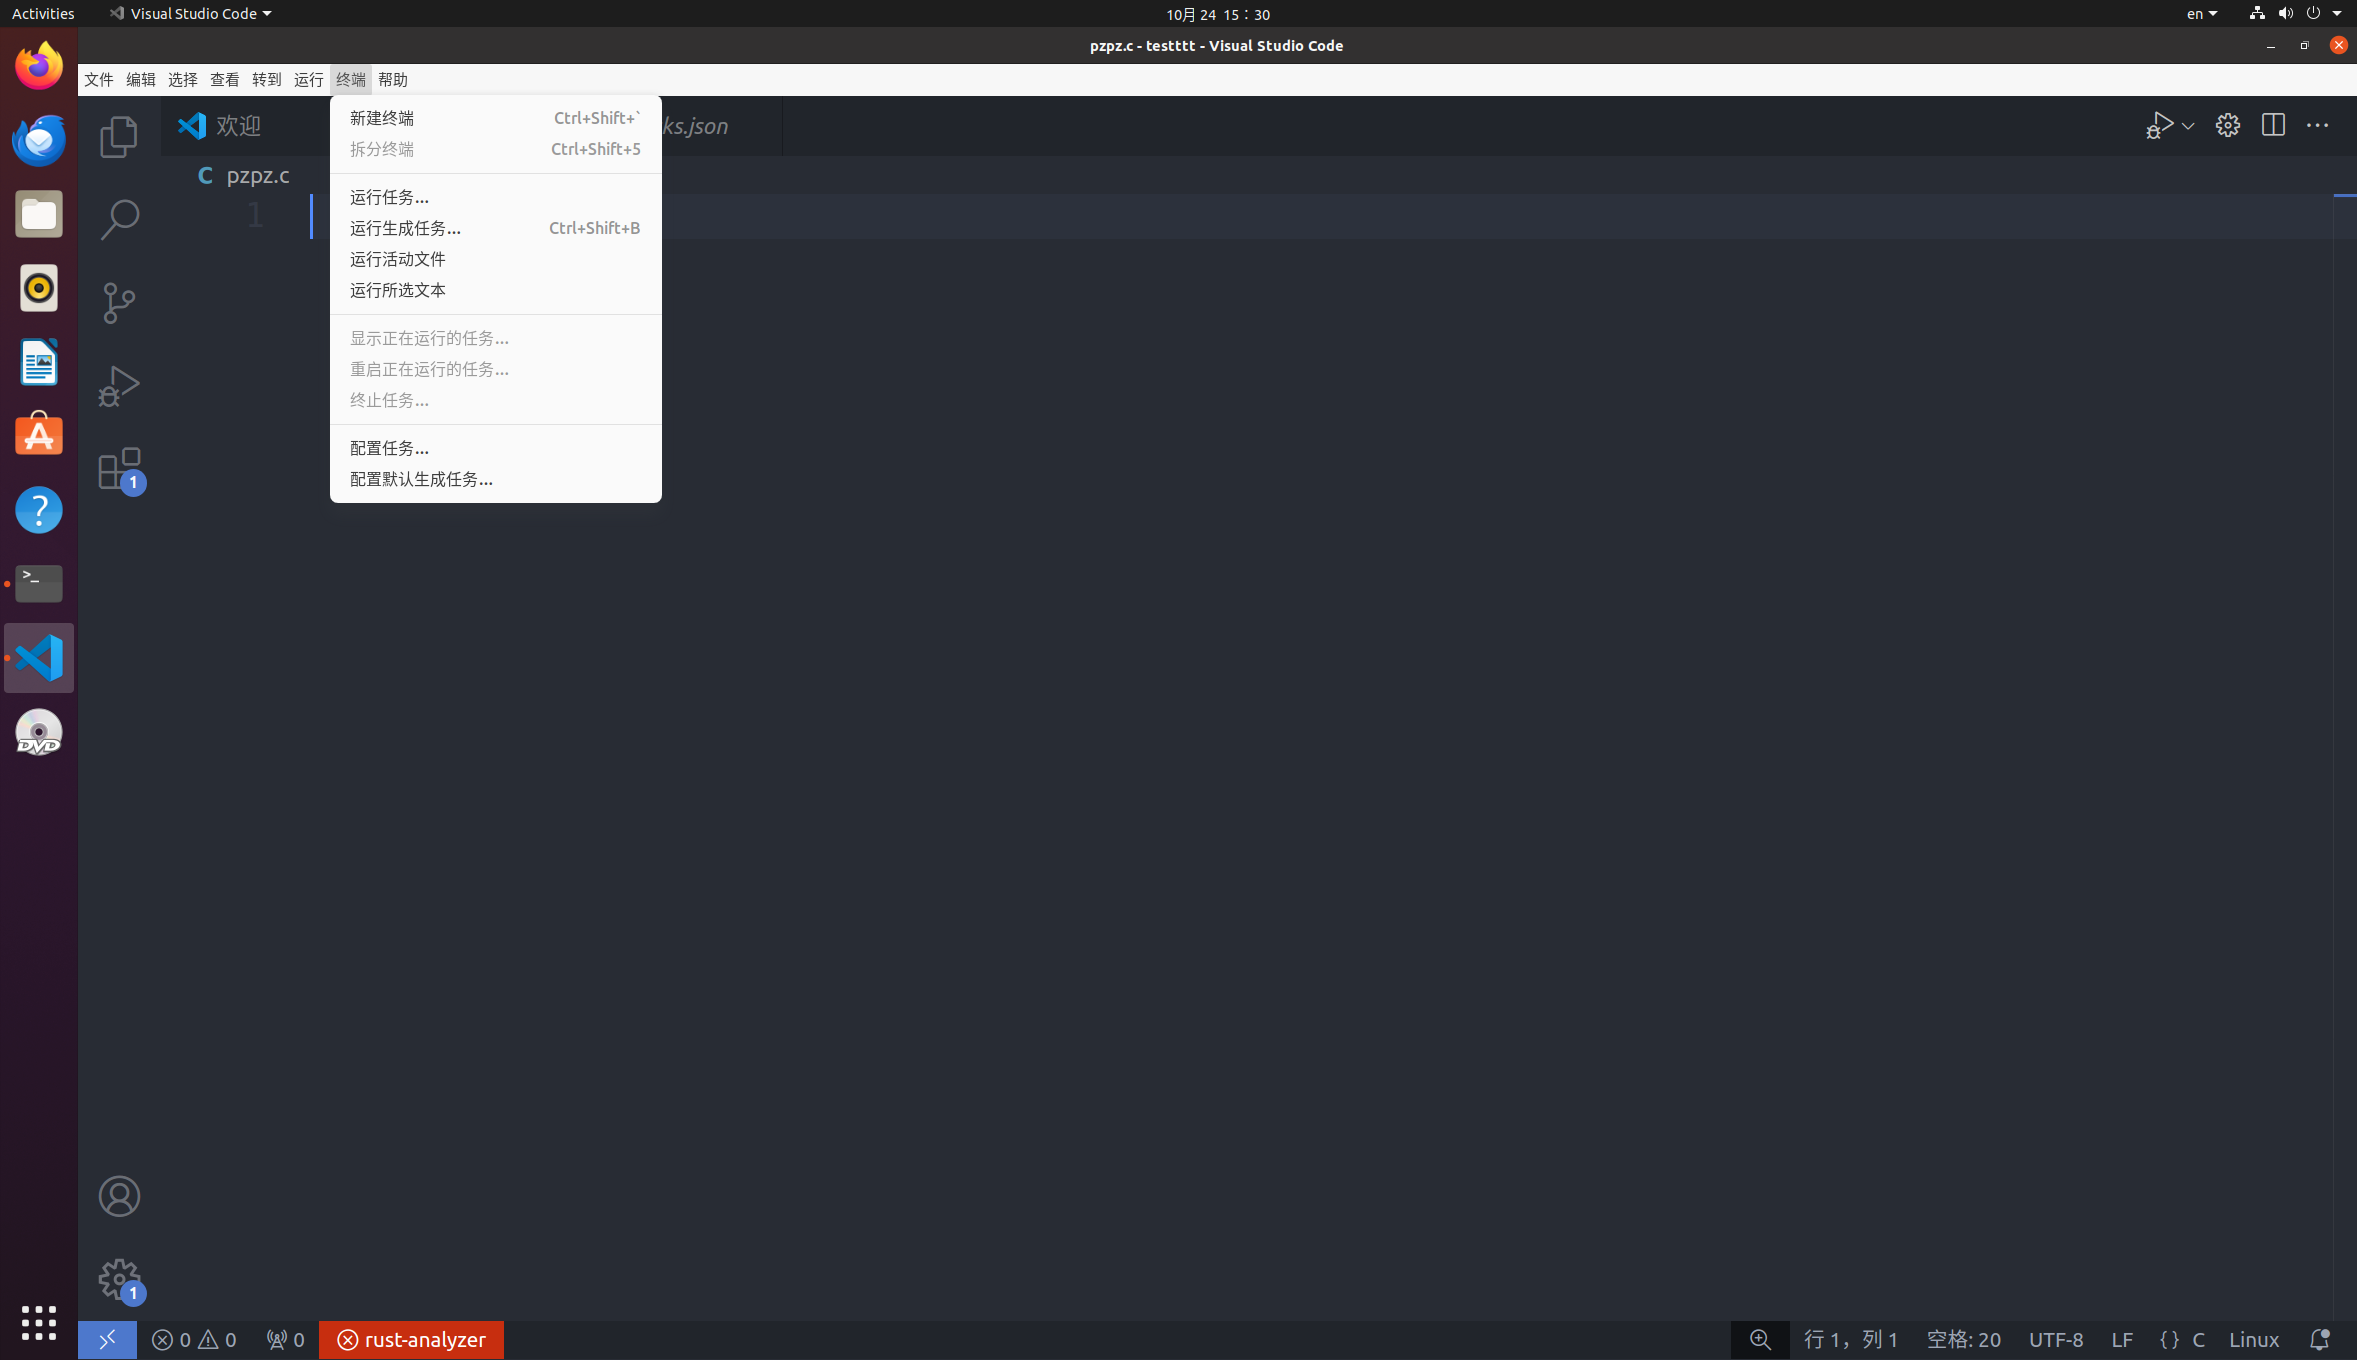 Activities
Visual Studio Code
10月 24 15：30
en
pzpz.c - testttt - Visual Studio Code
文件 编辑 选择 查看 转到 运行 终端 帮助
欢迎
ks.json
C pzpz.c
1
新建终端 Ctrl+Shift+`
拆分终端 Ctrl+Shift+5
运行任务...
运行生成任务... Ctrl+Shift+B
运行活动文件
运行所选文本
显示正在运行的任务...
重启正在运行的任务...
终止任务...
配置任务...
配置默认生成任务...
1
?
>_
DVD
1
0 0 0 rust-analyzer
行 1，列 1 空格: 20 UTF-8 LF {} C Linux